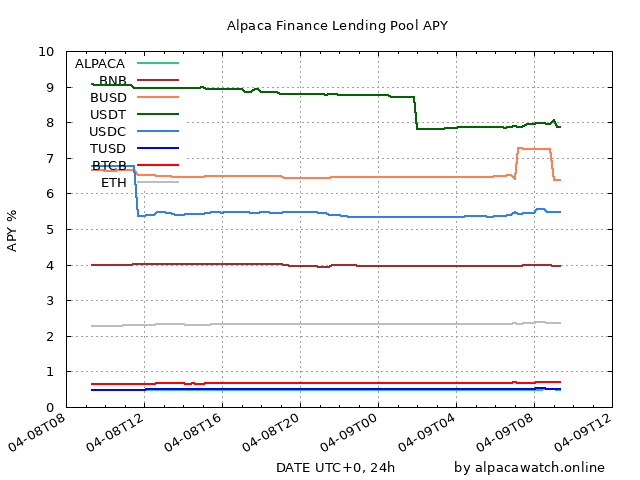 Alpaca Finance Lending Pool APY
10
9
8
7
6
5
4
3
2
1
0
APY %
ALPACA
BNB
BUSD
USDT
USDC
TUSD
BTCB
ETH
04-08T08
04-08T12
04-08T16
04-08T20
04-09T00
04-09T04
04-09T08
04-09T12
DATE UTC+0, 24h
by alpacawatch.online